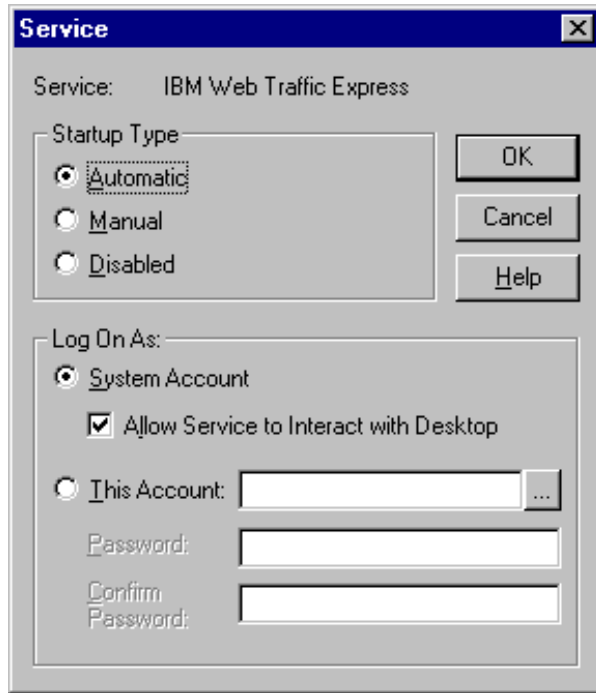 Service
Service: IBM Web Traffic Express
Startup Type
Automatic
Manual
Disabled
OK
Cancel
Help
Log On As:
System Account
Allow Service to Interact with Desktop
This Account:
...
Password:
Confirm
Password: